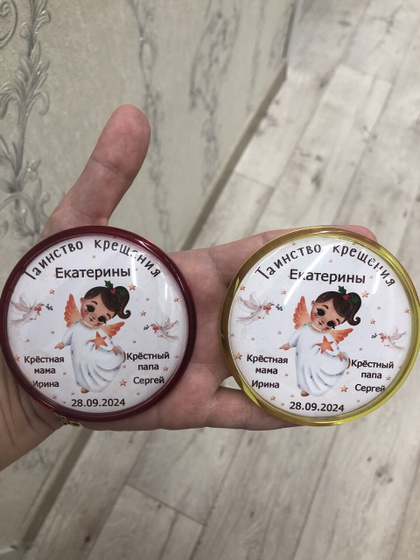 Таинство крещения
Екатерины
Крёстная Крёстный
мама папа
Ирина Сергей
28.09.2024
Таинство крещения
Екатерины
Крёстная Крёстный
мама папа
Ирина Сергей
28.09.2024